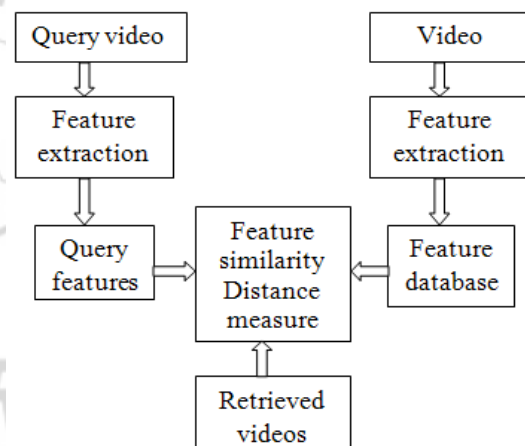 Query video
Feature
extraction
Query
features
Video
Feature
extraction
Feature
database
Feature
similarity
Distance
measure
Retrieved
videos